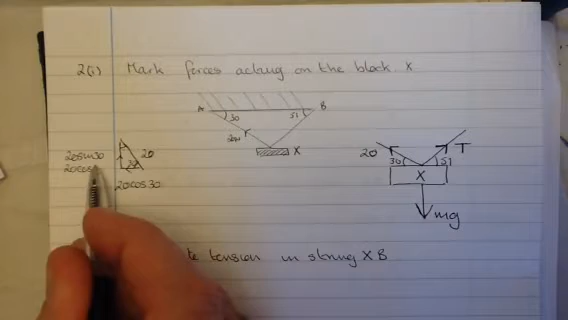 2(i) Mark forces acting on the block X
A B
30 51
20N
X
20sin30 20
30
20cos30
20 T
30 51
X
mg
tension in string XB